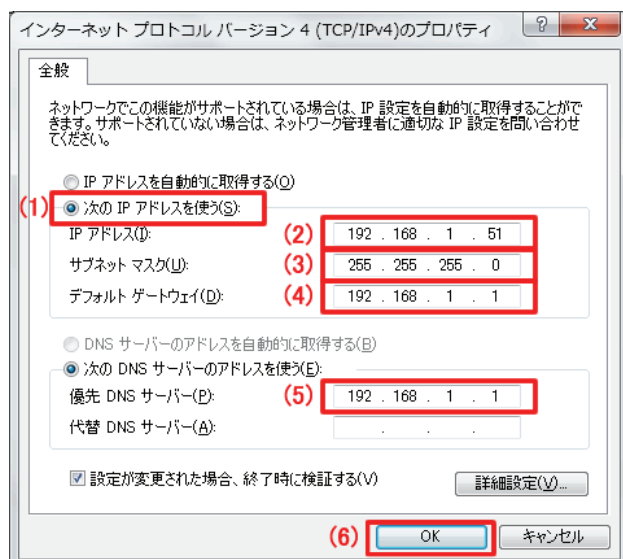 インターネット プロトコル バージョン 4 (TCP/IPv4)のプロパティ
全般
ネットワークでこの機能がサポートされている場合は、IP 設定を自動的に取得することがで
きます。サポートされていない場合は、ネットワーク管理者に適切な IP 設定を問い合わせ
てください。
IP アドレスを自動的に取得する(O)
(1) 次の IP アドレスを使う(S):
IP アドレス(I): (2) 192 . 168 . 1 . 51
サブネット マスク(U): (3) 255 . 255 . 255 . 0
デフォルト ゲートウェイ(D): (4) 192 . 168 . 1 . 1
DNS サーバーのアドレスを自動的に取得する(B)
次の DNS サーバーのアドレスを使う(E):
優先 DNS サーバー(P): (5) 192 . 168 . 1 . 1
代替 DNS サーバー(A): . . .
設定が変更された場合、終了時に検証する(V)
詳細設定(V)...
(6) OK キャンセル